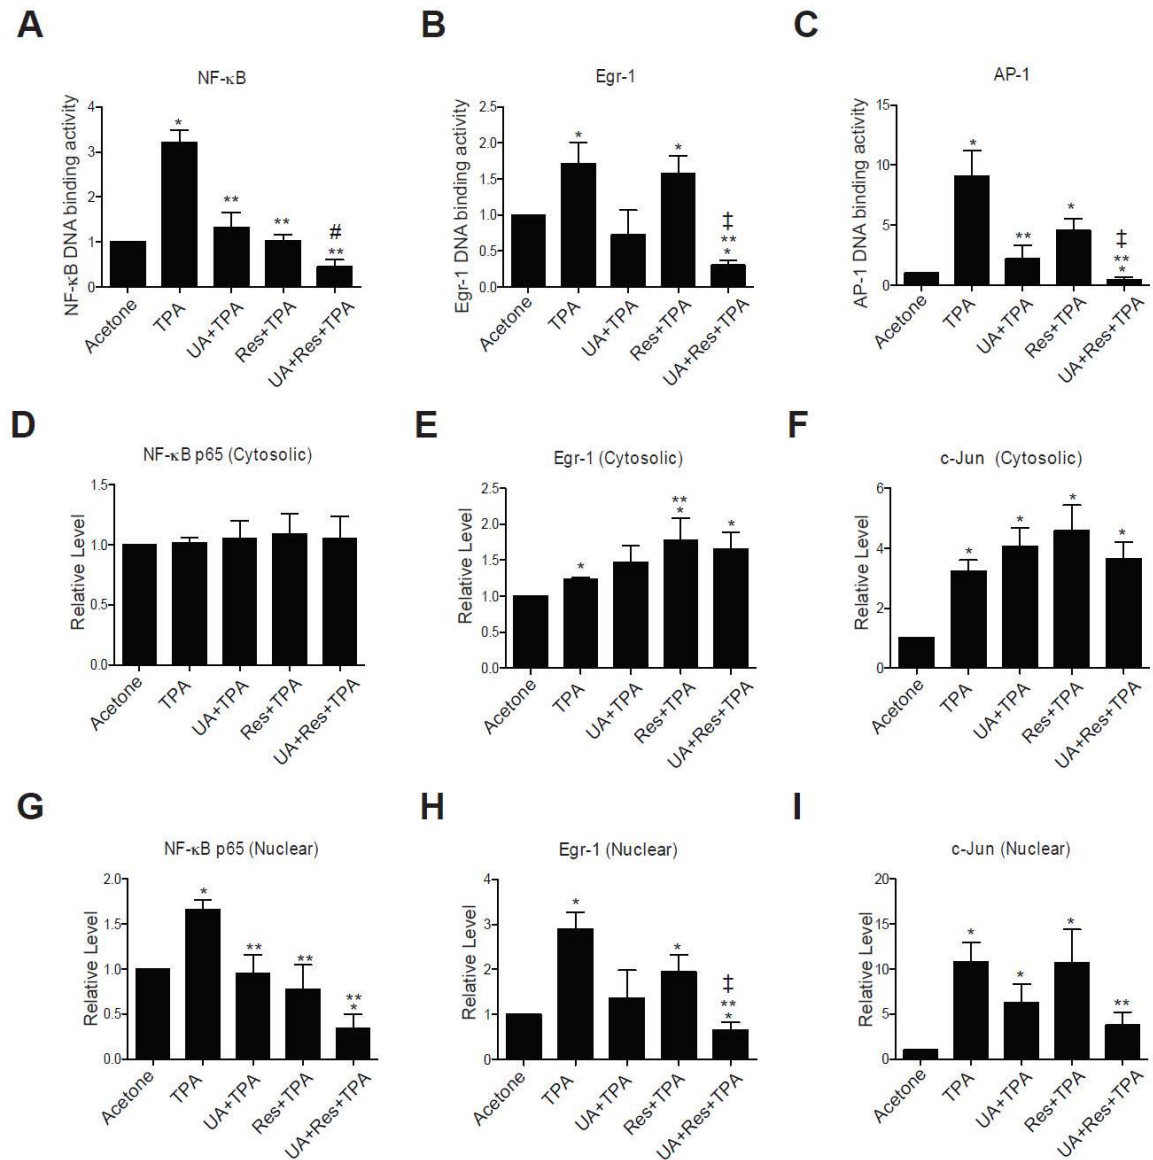 A
B
C
NF-κB
Egr-1
AP-1
NF-κB DNA binding activity
4
3
2
1
0
*
**
**
#
**
Acetone
TPA
UA+TPA
Res+TPA
UA+Res+TPA
Egr-1 DNA binding activity
2.5
2.0
1.5
1.0
0.5
0.0
*
*
‡
**
*
Acetone
TPA
UA+TPA
Res+TPA
UA+Res+TPA
AP-1 DNA binding activity
15
10
5
0
*
**
*
‡
**
*
Acetone
TPA
UA+TPA
Res+TPA
UA+Res+TPA
D
E
F
NF-κB p65 (Cytosolic)
Egr-1 (Cytosolic)
c-Jun (Cytosolic)
Relative Level
1.5
1.0
0.5
0.0
Acetone
TPA
UA+TPA
Res+TPA
UA+Res+TPA
Relative Level
2.5
2.0
1.5
1.0
0.5
0.0
*
**
*
*
Acetone
TPA
UA+TPA
Res+TPA
UA+Res+TPA
Relative Level
6
4
2
0
*
*
*
*
Acetone
TPA
UA+TPA
Res+TPA
UA+Res+TPA
G
H
I
NF-κB p65 (Nuclear)
Egr-1 (Nuclear)
c-Jun (Nuclear)
Relative Level
2.0
1.5
1.0
0.5
0.0
*
**
**
**
*
Acetone
TPA
UA+TPA
Res+TPA
UA+Res+TPA
Relative Level
4
3
2
1
0
*
*
‡
**
*
Acetone
TPA
UA+TPA
Res+TPA
UA+Res+TPA
Relative Level
20
15
10
5
0
*
*
*
**
Acetone
TPA
UA+TPA
Res+TPA
UA+Res+TPA